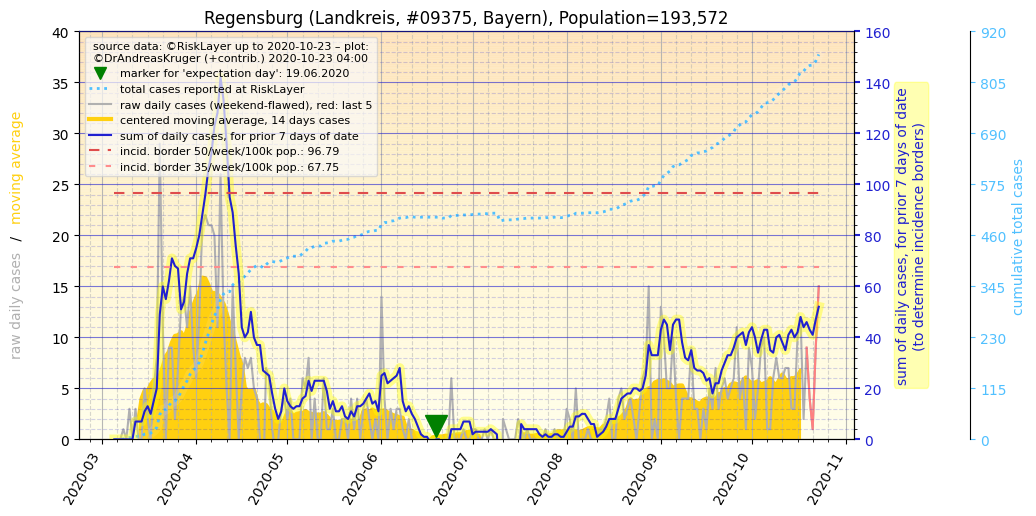 Regensburg (Landkreis, #09375, Bayern), Population=193,572
source data: ©RiskLayer up to 2020-10-23 – plot:
©DrAndreasKruger (+contrib.) 2020-10-23 04:00
marker for 'expectation day': 19.06.2020
total cases reported at RiskLayer
raw daily cases (weekend-flawed), red: last 5
centered moving average, 14 days cases
sum of daily cases, for prior 7 days of date
incid. border 50/week/100k pop.: 96.79
incid. border 35/week/100k pop.: 67.75
raw daily cases / moving average
40
35
30
25
20
15
10
5
0
160
140
120
100
80
60
40
20
0
sum of daily cases, for prior 7 days of date
(to determine incidence borders)
920
805
690
575
460
345
230
115
0
cumulative total cases
2020-03
2020-04
2020-05
2020-06
2020-07
2020-08
2020-09
2020-10
2020-11